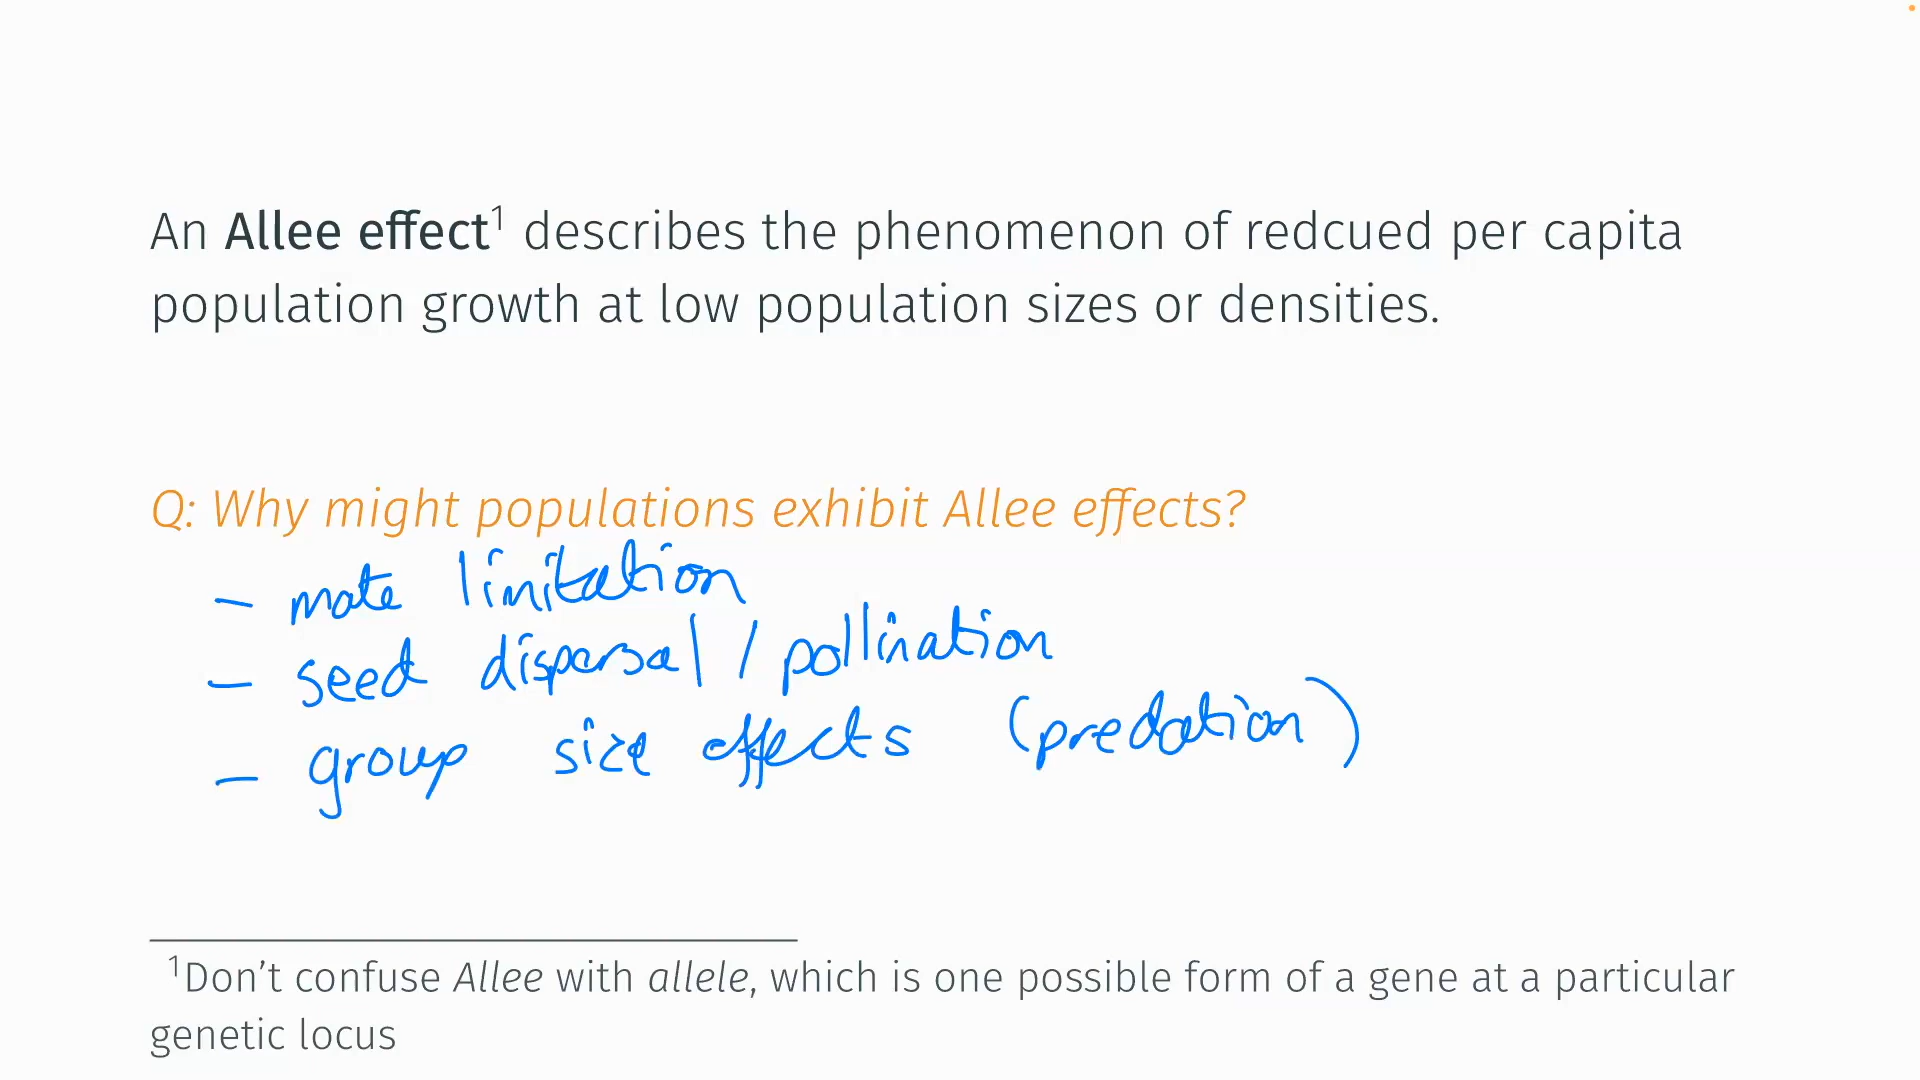 An Allee effect¹ describes the phenomenon of redcued per capita
population growth at low population sizes or densities.
Q: Why might populations exhibit Allee effects?
- mate limitation
- seed dispersal / pollination
- group size effects (predation)
¹Don't confuse Allee with allele, which is one possible form of a gene at a particular
genetic locus